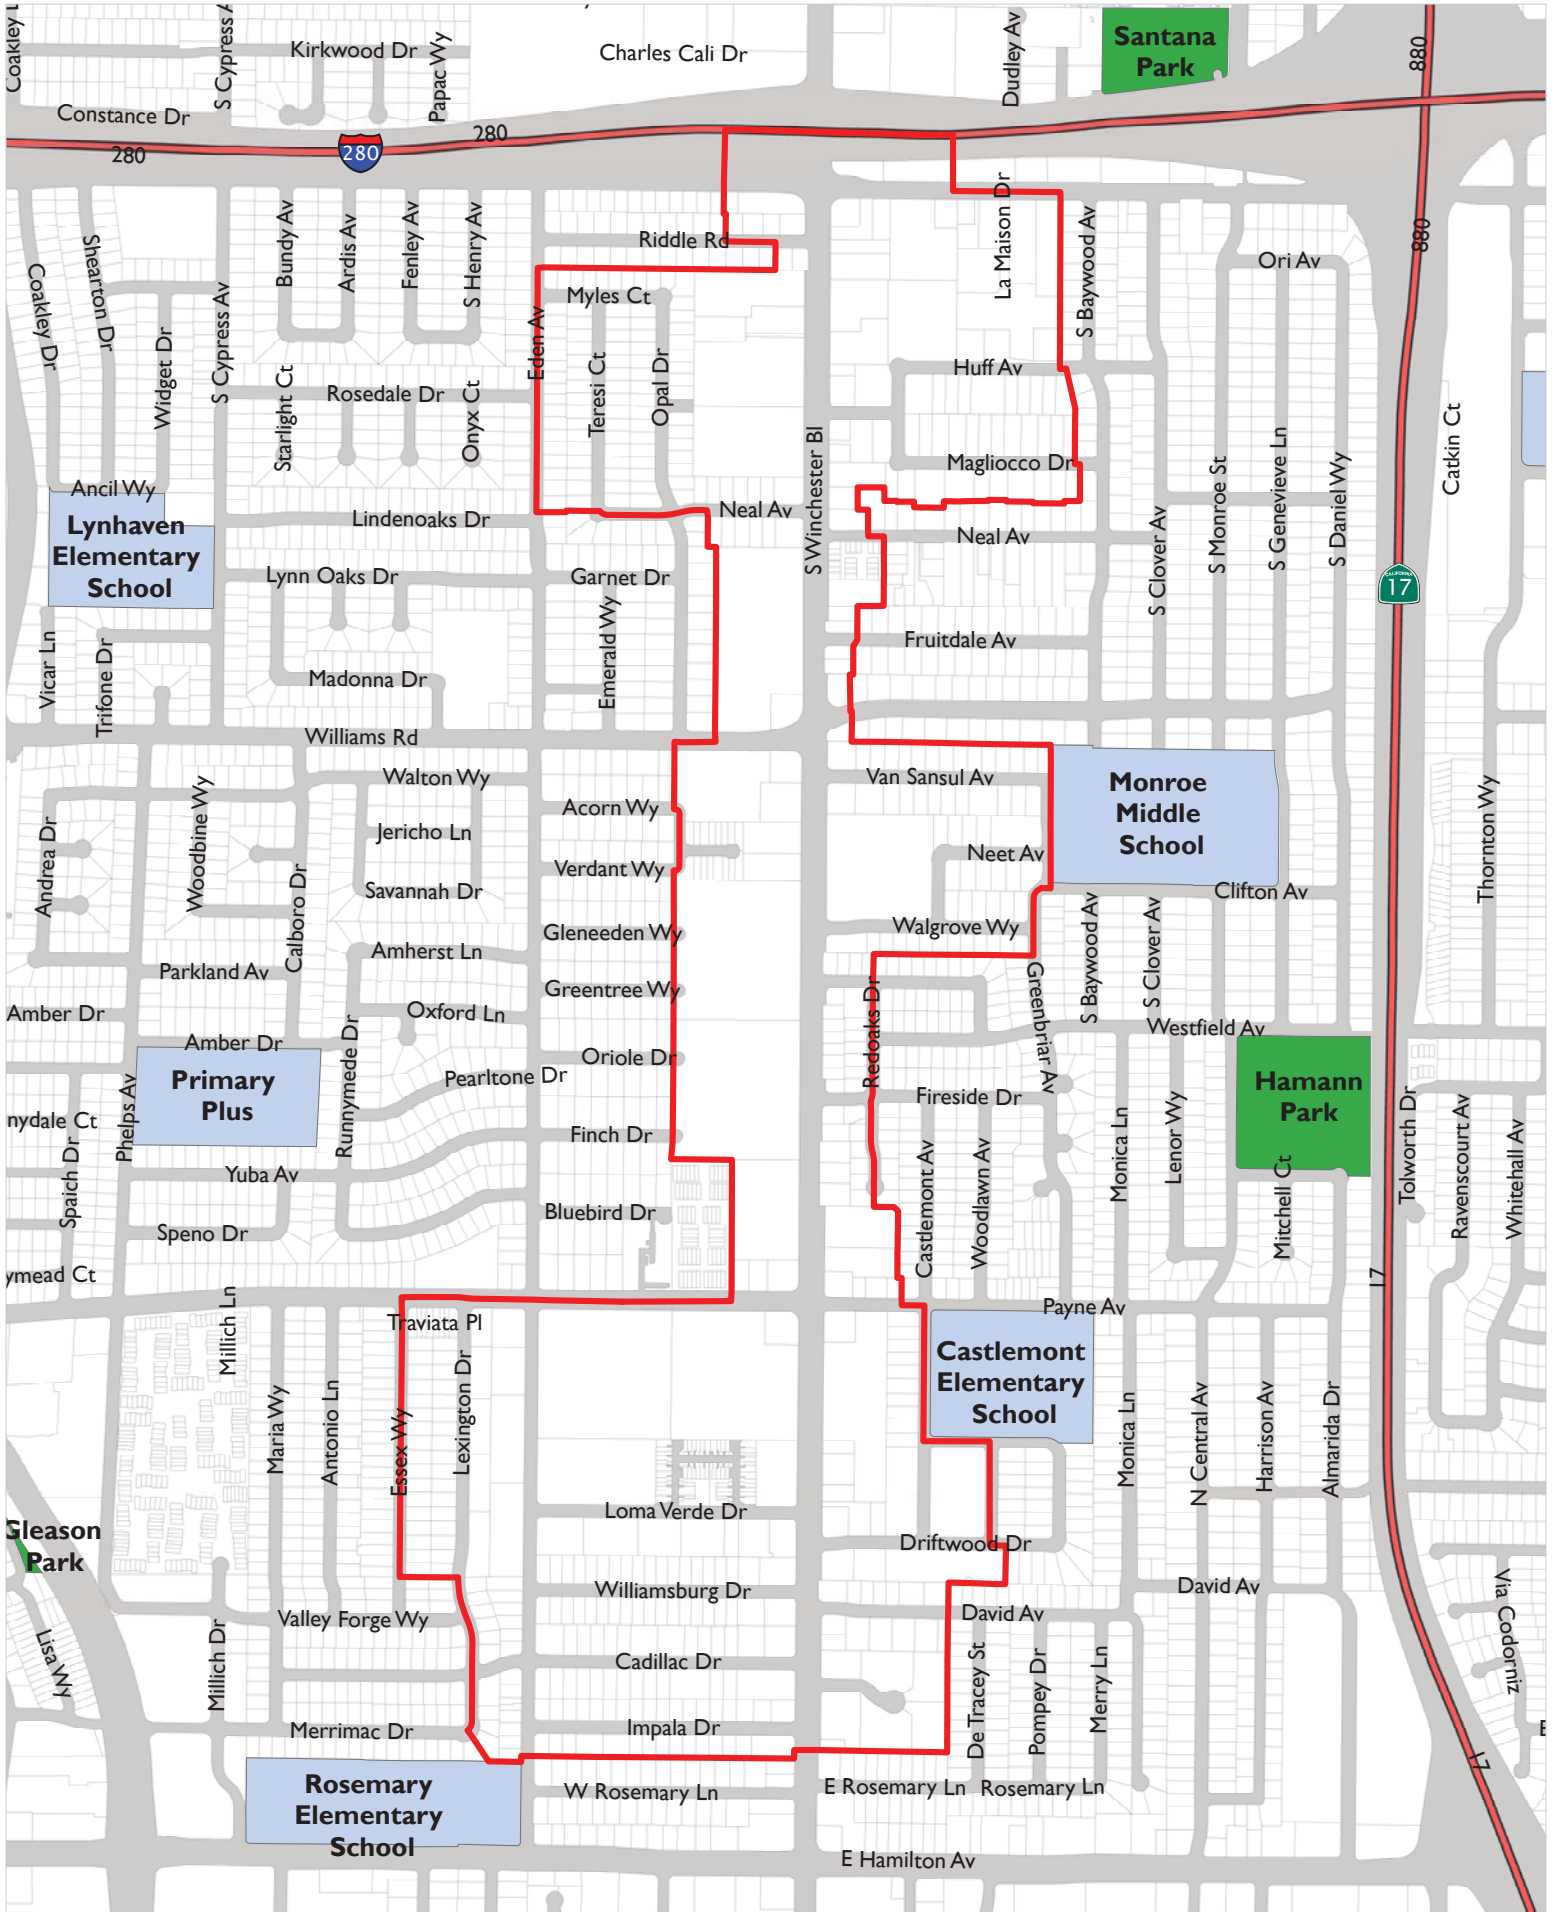 Coakley
S Cypress A
Kirkwood Dr
Papac Wy
Charles Cali Dr
Dudley Av
Santana
Park
880
Constance Dr
280
280
280
La Maison Dr
880
Riddle Rd
Ori Av
Shearton Dr
Coakley Dr
Bundy Av
Ardis Av
Fenley Av
S Henry Av
Myles Ct
S Baywood Av
Widget Dr
S Cypress Av
Eden Av
Teresi Ct
Opal Dr
Huff Av
Starlight Ct
Rosedale Dr
Onyx Ct
S Winchester Bl
Magliocco Dr
Catkin Ct
Ancil Wy
Lynhaven
Elementary
School
Lindenoaks Dr
Neal Av
Neal Av
S Clover Av
S Monroe St
S Genevieve Ln
S Daniel Wy
CALIFORNIA
17
Lynn Oaks Dr
Garnet Dr
Emerald Wy
Fruitdale Av
Vicar Ln
Trifone Dr
Madonna Dr
Williams Rd
Walton Wy
Van Sansul Av
Monroe
Middle
School
Acorn Wy
Andrea Dr
Woodbine Wy
Jericho Ln
Neet Av
Verdant Wy
Savannah Dr
Clifton Av
Thornton Wy
Calboro Dr
Gleneeden Wy
Walgrove Wy
S Baywood Av
S Clover Av
Amherst Ln
Parkland Av
Greentree Wy
Redoaks Dr
Greenbriar Av
Amber Dr
Oxford Ln
Westfield Av
Amber Dr
Runnymede Dr
Oriole Dr
Primary
Plus
Pearltone Dr
Fireside Dr
Hamann
Park
Phelps Av
nydale Ct
Finch Dr
Castlemont Av
Woodlawn Av
Monica Ln
Lenor Wy
Mitchell Ct
Tolworth Dr
Ravenscourt Av
Whitehall Av
Spaich Dr
Yuba Av
Bluebird Dr
Speno Dr
ymead Ct
17
Millich Ln
Payne Av
Traviata Pl
Castlemont
Elementary
School
Maria Wy
Antonio Ln
Essex Wy
Lexington Dr
Monica Ln
N Central Av
Harrison Av
Almarida Dr
Loma Verde Dr
Gleason
Park
Driftwood Dr
Williamsburg Dr
David Av
Via Codorniz
Valley Forge Wy
David Av
Lisa Wy
Millich Dr
Cadillac Dr
De Tracey St
Pompey Dr
Merry Ln
Merrimac Dr
Impala Dr
17
Rosemary
Elementary
School
W Rosemary Ln
E Rosemary Ln
Rosemary Ln
E Hamilton Av